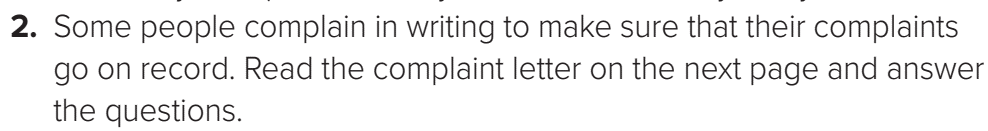 2. Some people complain in writing to make sure that their complaints
go on record. Read the complaint letter on the next page and answer
the questions.